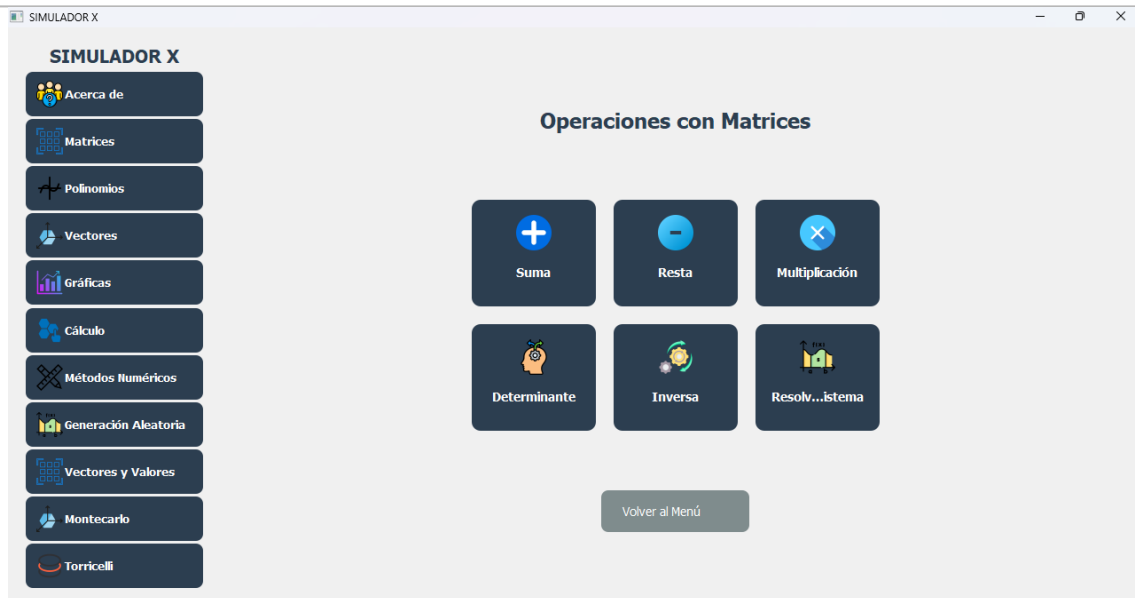 SIMULADOR X
SIMULADOR X
Acerca de
Matrices
Polinomios
Vectores
Gráficas
Cálculo
Métodos Numéricos
Generación Aleatoria
Vectores y Valores
Montecarlo
Torricelli
Operaciones con Matrices
Suma
Resta
Multiplicación
Determinante
Inversa
Resolv...istema
Volver al Menú